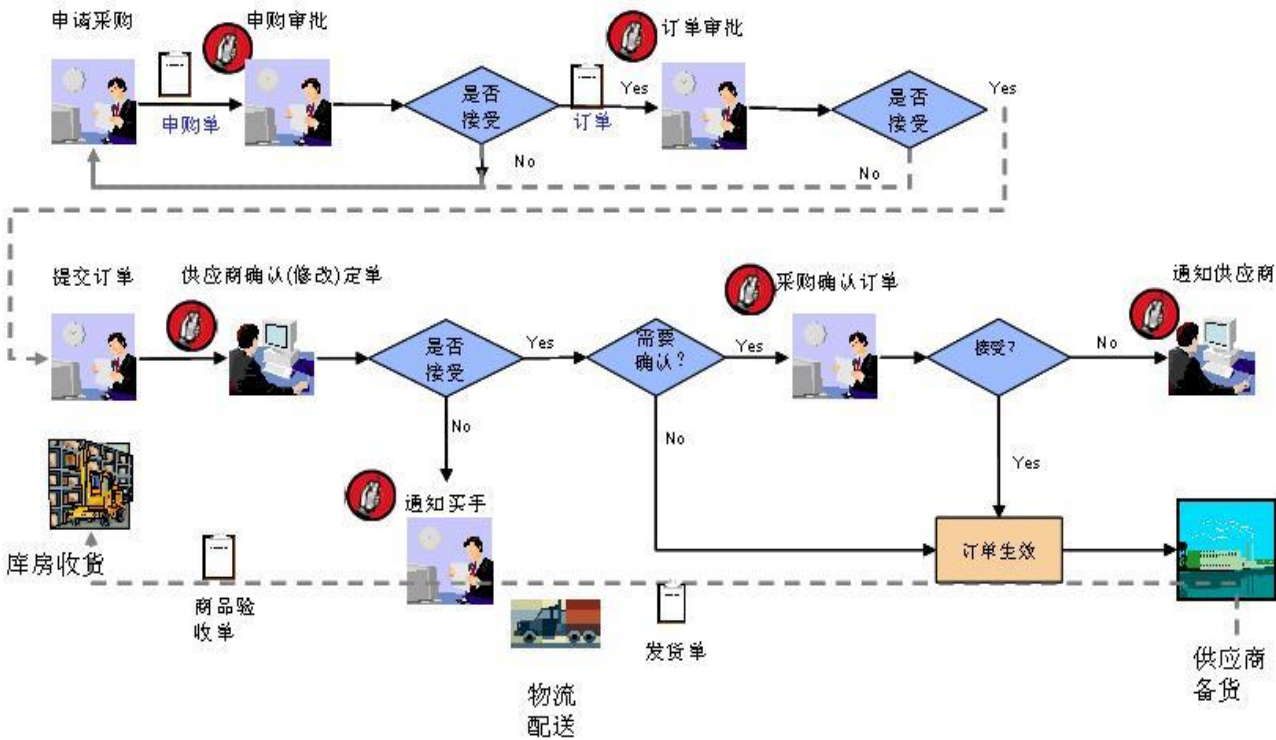 申请采购
申购审批
订单审批
申购单
是否
接受
订单
Yes
是否
接受
Yes
No
No
提交订单
供应商确认(修改)定单
采购确认订单
通知供应商
是否
接受
Yes
需要
确认?
Yes
接受?
No
No
No
Yes
通知买手
订单生效
库房收货
商品验
收单
发货单
物流
配送
供应商
备货